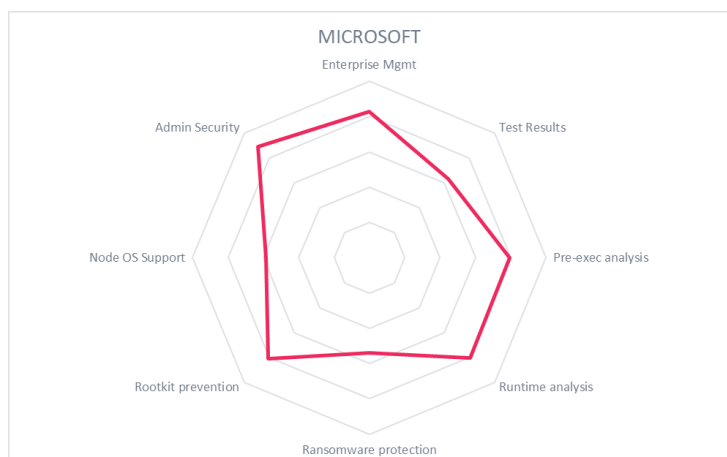 MICROSOFT
Enterprise Mgmt
Admin Security
Test Results
Node OS Support
Pre-exec analysis
Rootkit prevention
Runtime analysis
Ransomware protection